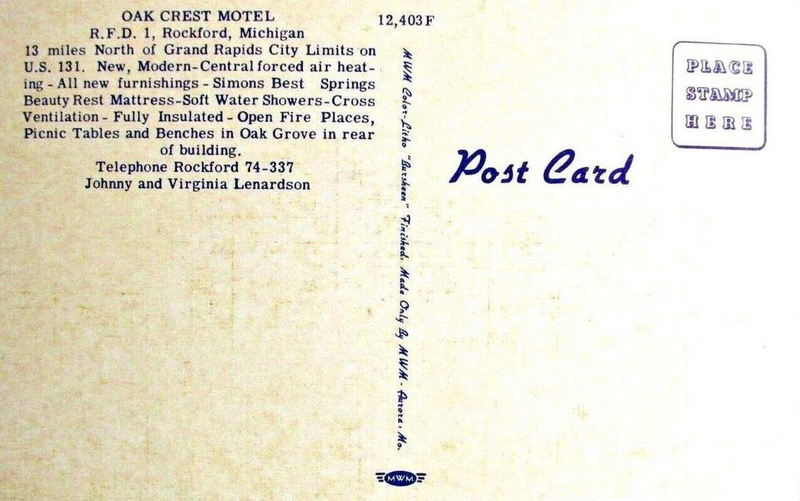 OAK CREST MOTEL
R.F.D. 1, Rockford, Michigan
13 miles North of Grand Rapids City Limits on
U.S. 131. New, Modern-Central forced air heat-
ing - All new furnishings - Simons Best Springs
Beauty Rest Mattress-Soft Water Showers-Cross
Ventilation - Fully Insulated - Open Fire Places,
Picnic Tables and Benches in Oak Grove in rear
of building.
Telephone Rockford 74-337
Johnny and Virginia Lenardson
12,403F
MWM Color-Litho "Larsheen" Finished. Made Only By MWM - Aurora, Mo.
MWM
Post Card
PLACE
STAMP
HERE